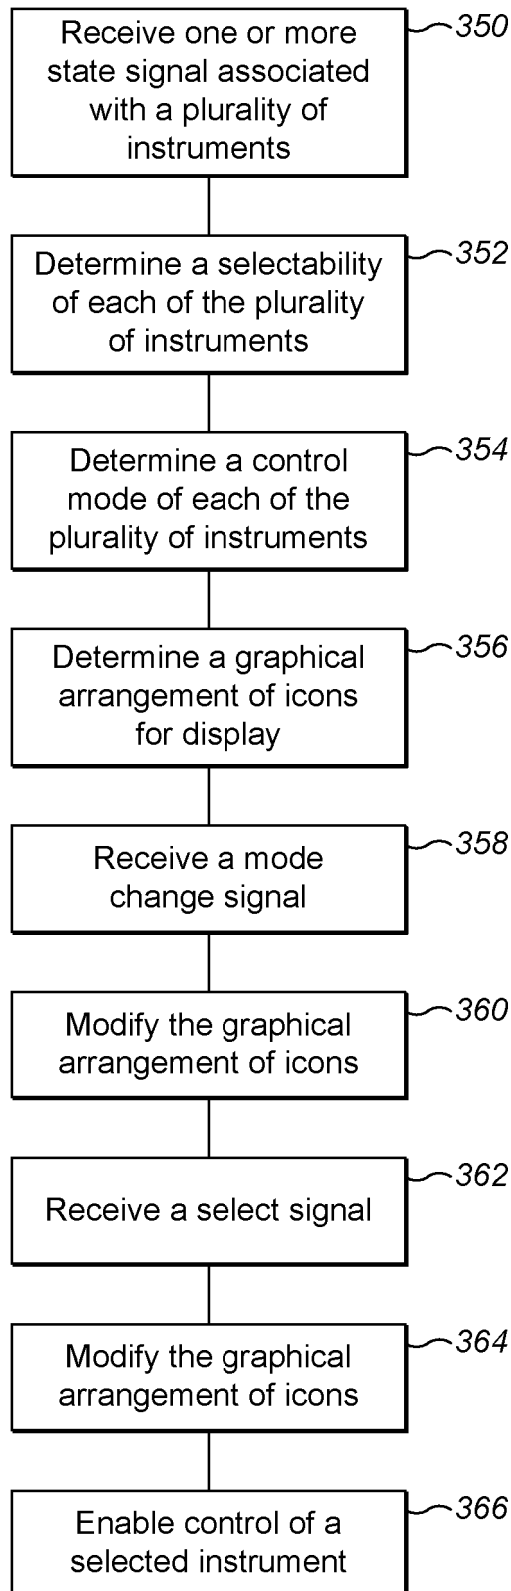 Receive one or more
350
state signal associated
with a plurality of
instruments
Determine a selectability
352
of each of the plurality
of instruments
Determine a control
354
mode of each of the
plurality of instruments
Determine a graphical
356
arrangement of icons
for display
Receive a mode
358
change signal
Modify the graphical
360
arrangement of icons
Receive a select signal
362
Modify the graphical
364
arrangement of icons
Enable control of a
366
selected instrument